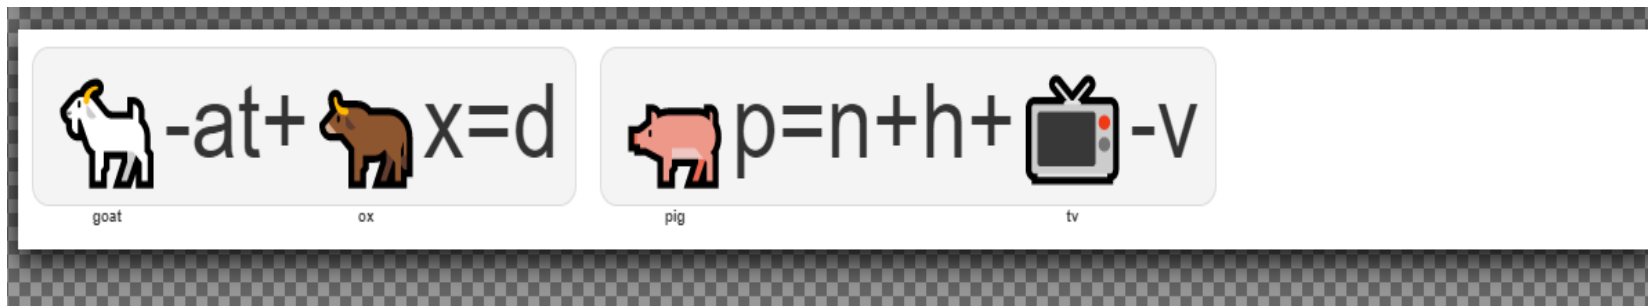 -at+ x=d p=n+h+ -v
goat ox pig tv